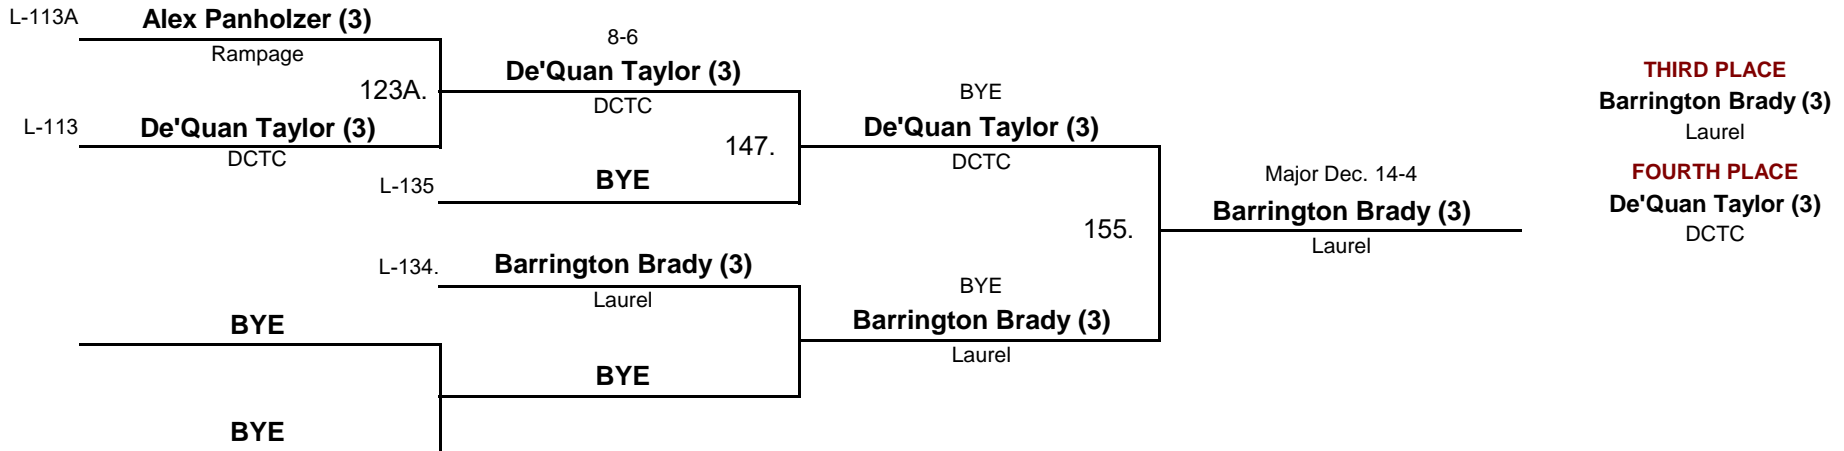 L-113A
Alex Panholzer (3)
Rampage
123A.
L-113
De'Quan Taylor (3)
DCTC
8-6
De'Quan Taylor (3)
DCTC
147.
L-135
BYE
L-134.
Barrington Brady (3)
Laurel
BYE
BYE
BYE
BYE
De'Quan Taylor (3)
DCTC
155.
BYE
Barrington Brady (3)
Laurel
Major Dec. 14-4
Barrington Brady (3)
Laurel
THIRD PLACE
Barrington Brady (3)
Laurel
FOURTH PLACE
De'Quan Taylor (3)
DCTC